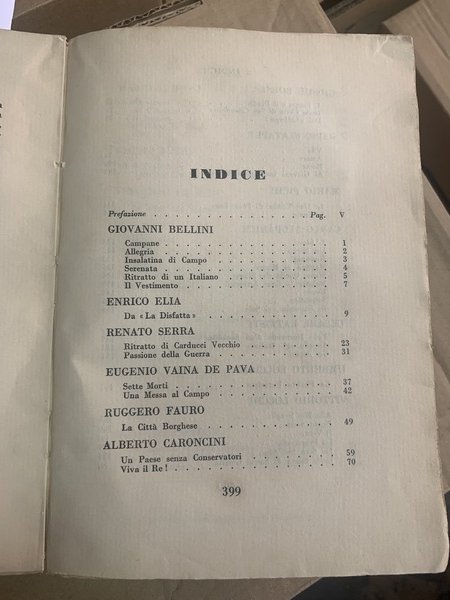 INDICE
Prefazione . . . . . . . . . . . . . . . Pag. V
GIOVANNI BELLINI
Campane . . . . . . . . . . . . . . . 1
Allegria . . . . . . . . . . . . . . . 2
Insalatina di Campo . . . . . . . . . . . 3
Serenata . . . . . . . . . . . . . . . 4
Ritratto di un Italiano . . . . . . . . . . 5
Il Vestimento . . . . . . . . . . . . . . 7
ENRICO ELIA
Da « La Disfatta » . . . . . . . . . . . 9
RENATO SERRA
Ritratto di Carducci Vecchio . . . . . . . . 23
Passione della Guerra . . . . . . . . . . 31
EUGENIO VAINA DE PAVA
Sette Morti . . . . . . . . . . . . . . 37
Una Messa al Campo . . . . . . . . . . . 42
RUGGERO FAURO
La Città Borghese . . . . . . . . . . . . 49
ALBERTO CARONCINI
Un Paese senza Conservatori . . . . . . . . 59
Viva il Re ! . . . . . . . . . . . . . . 70
399